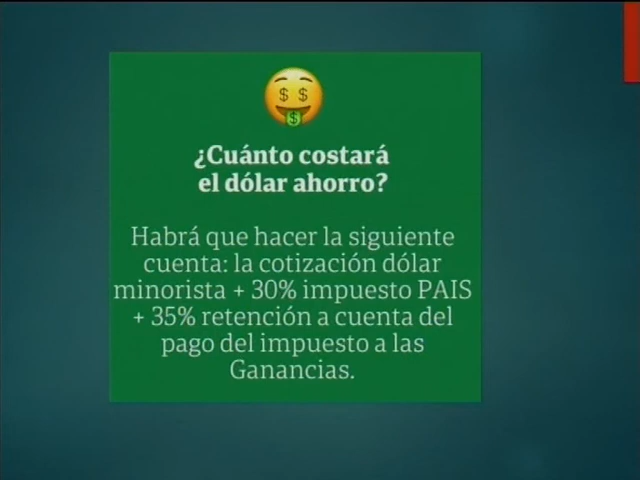 ¿Cuánto costará
el dólar ahorro?
Habrá que hacer la siguiente
cuenta: la cotización dólar
minorista + 30% impuesto PAIS
+ 35% retención a cuenta del
pago del impuesto a las
Ganancias.